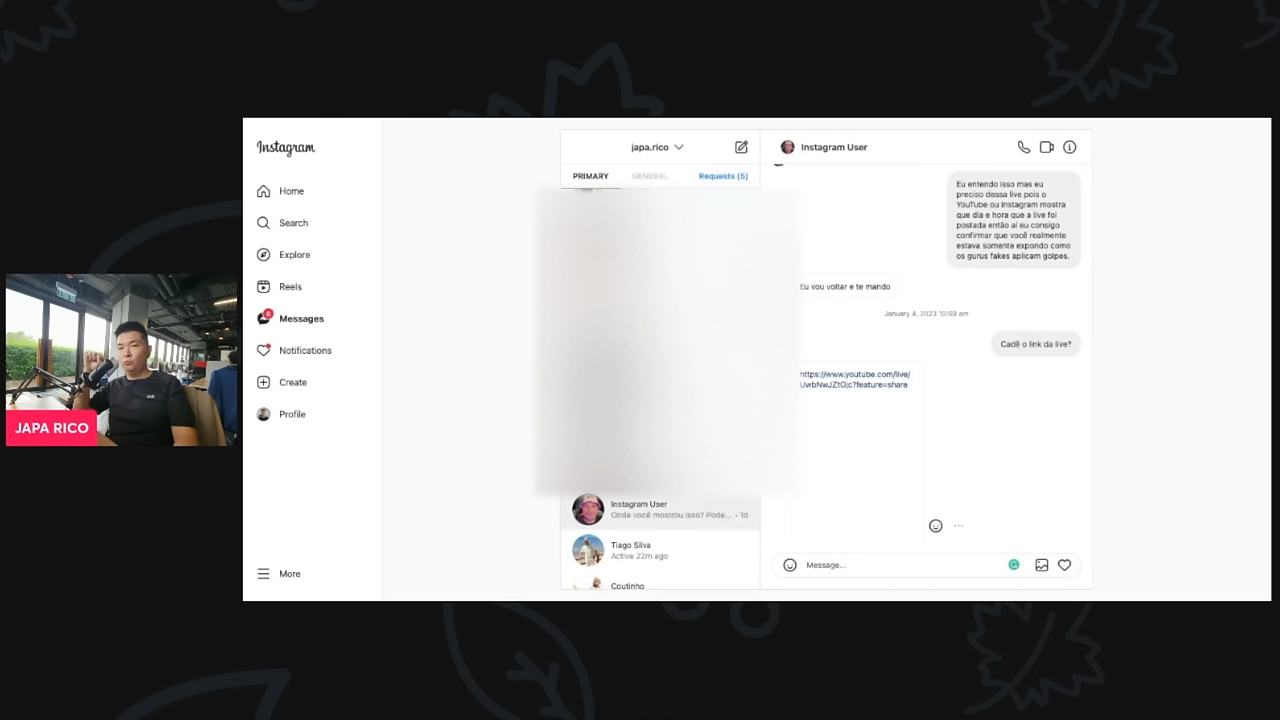 Instagram
Home
Search
Explore
Reels
6
Messages
Notifications
Create
Profile
More
JAPA RICO
japa.rico
PRIMARY
GENERAL
Requests (5)
Instagram User
Onde você mostrou isso? Pode... · 1d
Tiago Silva
Active 22m ago
Coutinho
Instagram User
Eu entendo isso mas eu
preciso dessa live pois o
YouTube ou Instagram mostra
que dia e hora que a live foi
postada então aí eu consigo
confirmar que você realmente
estava somente expondo como
os gurus fakes aplicam golpes.
Eu vou voltar e te mando
January 4, 2023 10:59 am
Cadê o link da live?
https://www.youtube.com/live/
UwbNwJZtOjc?feature=share
Message...